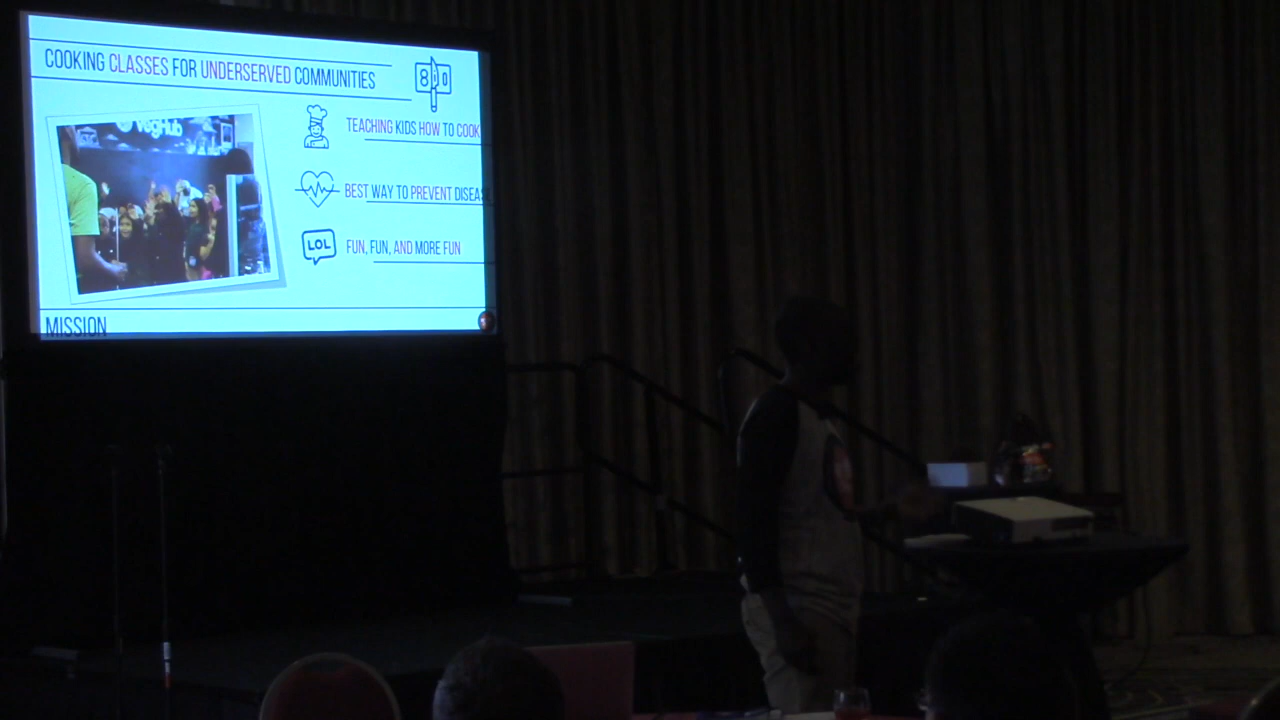 COOKING CLASSES FOR UNDERSERVED COMMUNITIES
TEACHING KIDS HOW TO COOK
BEST WAY TO PREVENT DISEAS
LOL
FUN, FUN, AND MORE FUN
VegHub
MISSION